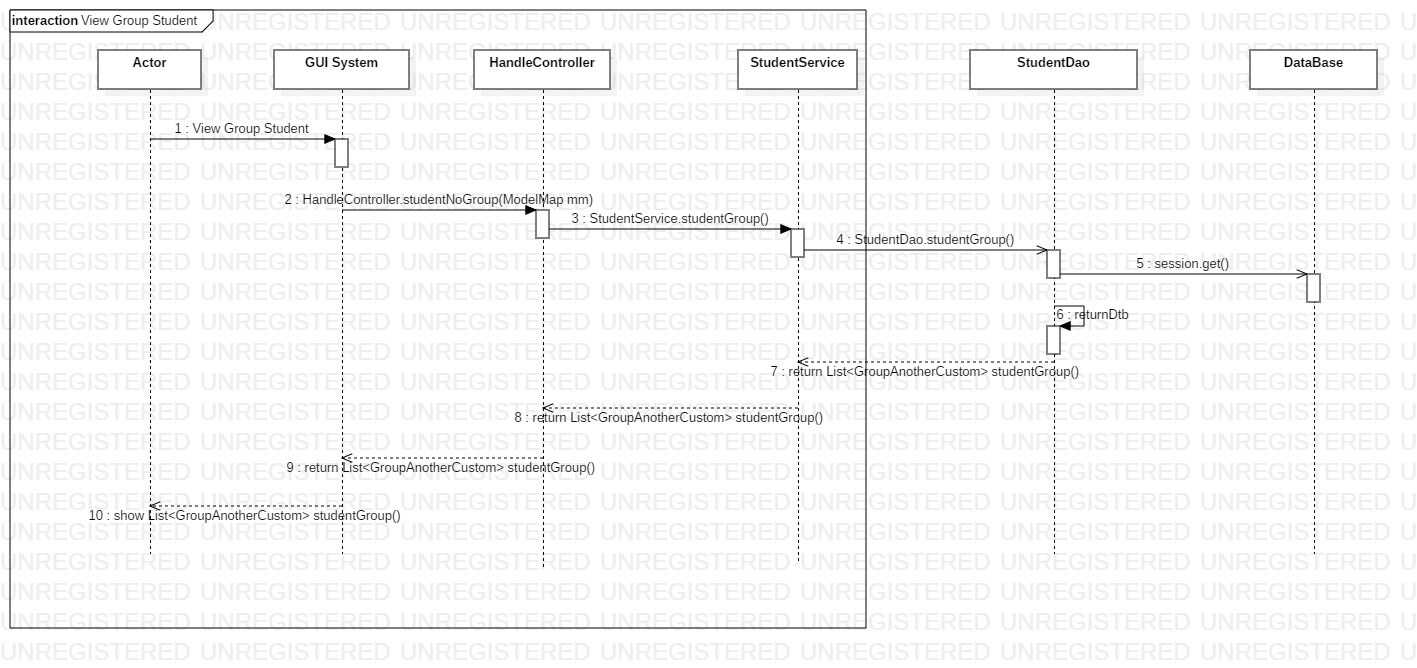 interaction View Group Student
Actor
GUI System
HandleController
StudentService
StudentDao
DataBase
1 : View Group Student
2 : HandleController.studentNoGroup(ModelMap mm)
3 : StudentService.studentGroup()
4 : StudentDao.studentGroup()
5 : session.get()
6 : returnDtb
7 : return List<GroupAnotherCustom> studentGroup()
8 : return List<GroupAnotherCustom> studentGroup()
9 : return List<GroupAnotherCustom> studentGroup()
10 : show List<GroupAnotherCustom> studentGroup()
UNREGISTERED